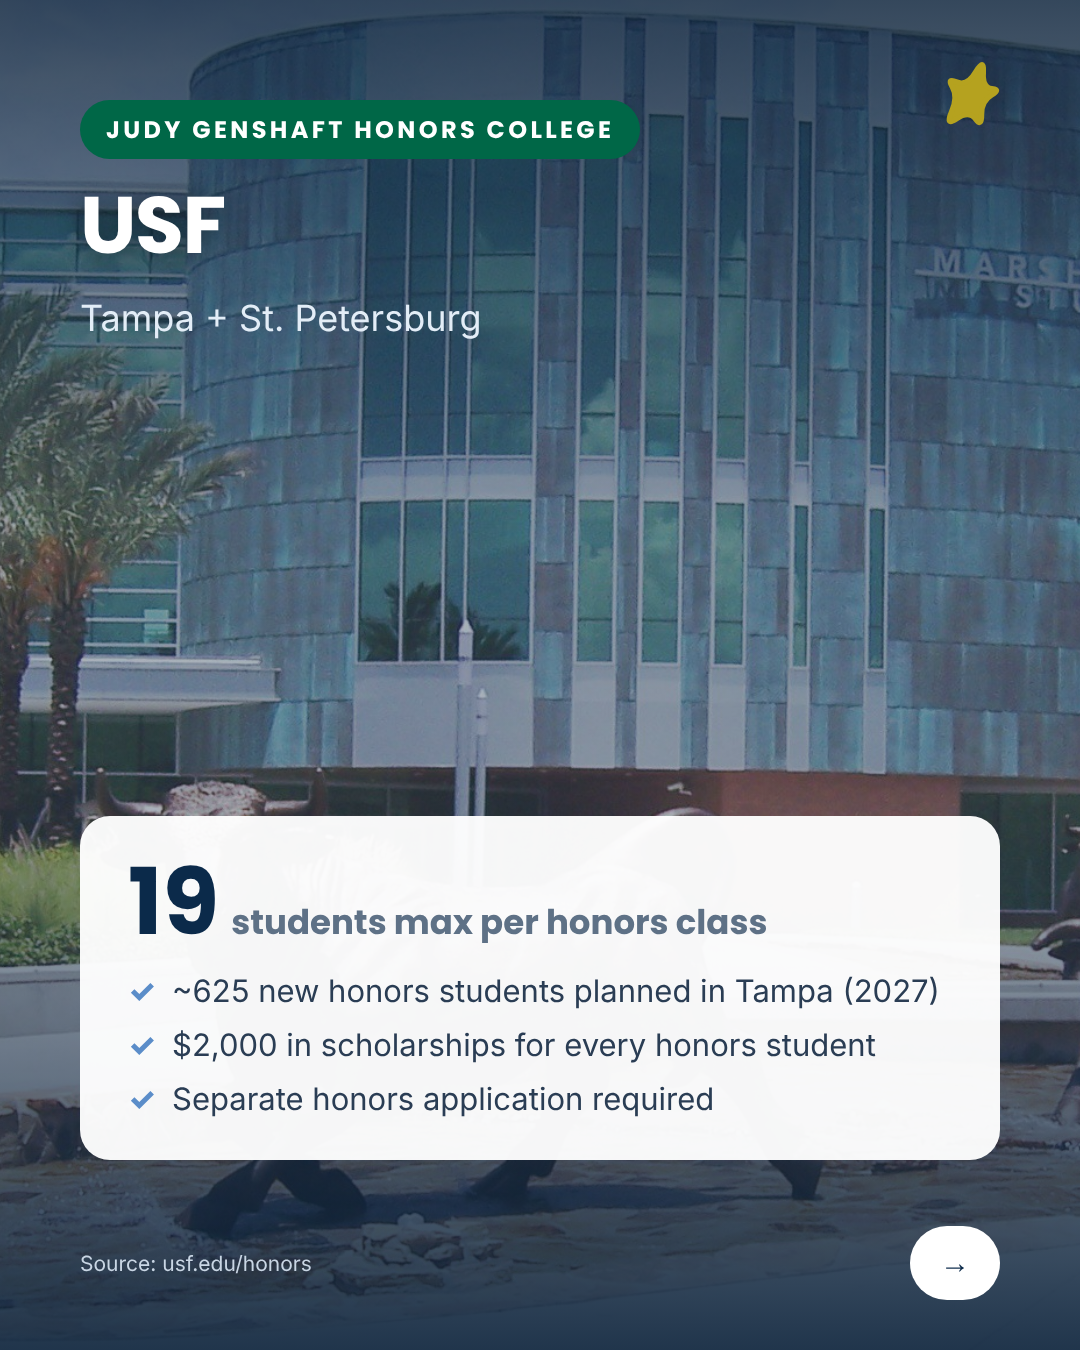 JUDY GENSHAFT HONORS COLLEGE
USF
Tampa + St. Petersburg
MARSH
STU
19 students max per honors class
✓ ~625 new honors students planned in Tampa (2027)
✓ $2,000 in scholarships for every honors student
✓ Separate honors application required
Source: usf.edu/honors
→